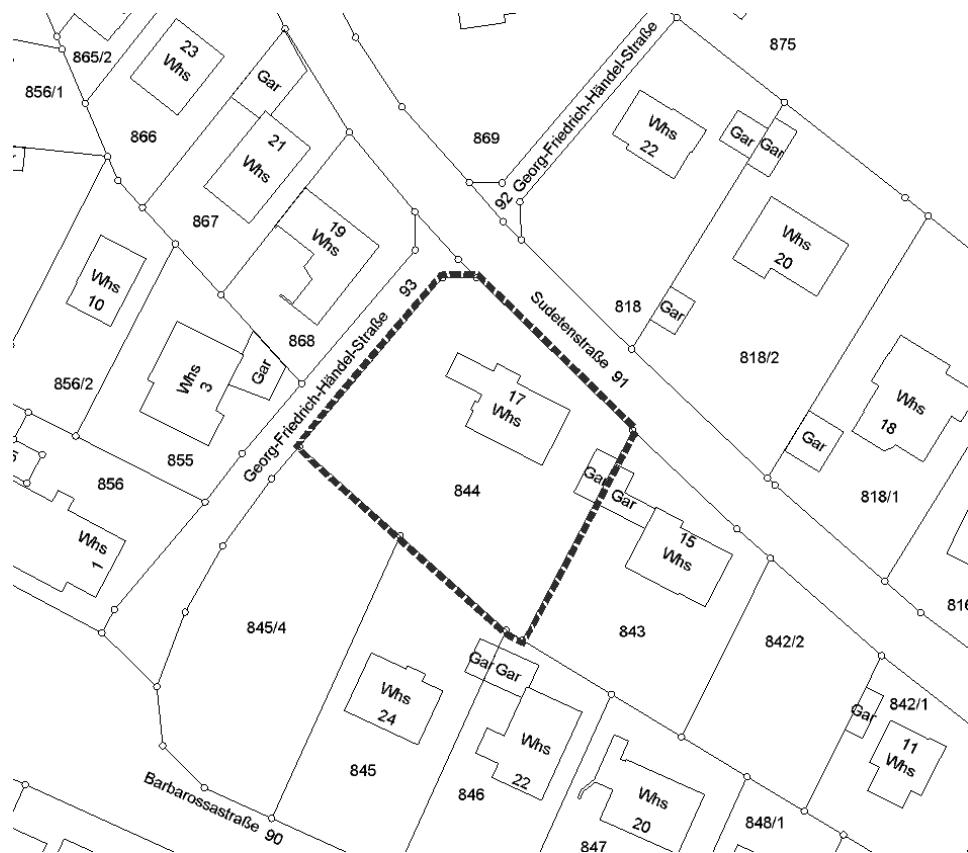 865/2
23
Whs
856/1
866
Gar
21
Whs
867
19
Whs
868
Whs
10
856/2
Whs
3
Gar
855
856
Whs
1
Georg-Friedrich-Händel-Straße 93
869
92 Georg-Friedrich-Händel-Straße
875
Whs
22
Gar
Gar
Whs
20
818
Gar
818/2
Sudetenstraße 91
Whs
18
Gar
818/1
17
Whs
844
Gar
Gar
15
Whs
843
842/2
842/1
Gar
11
Whs
845/4
Gar Gar
Whs
24
845
Whs
22
846
Whs
20
847
848/1
Barbarossastraße 90